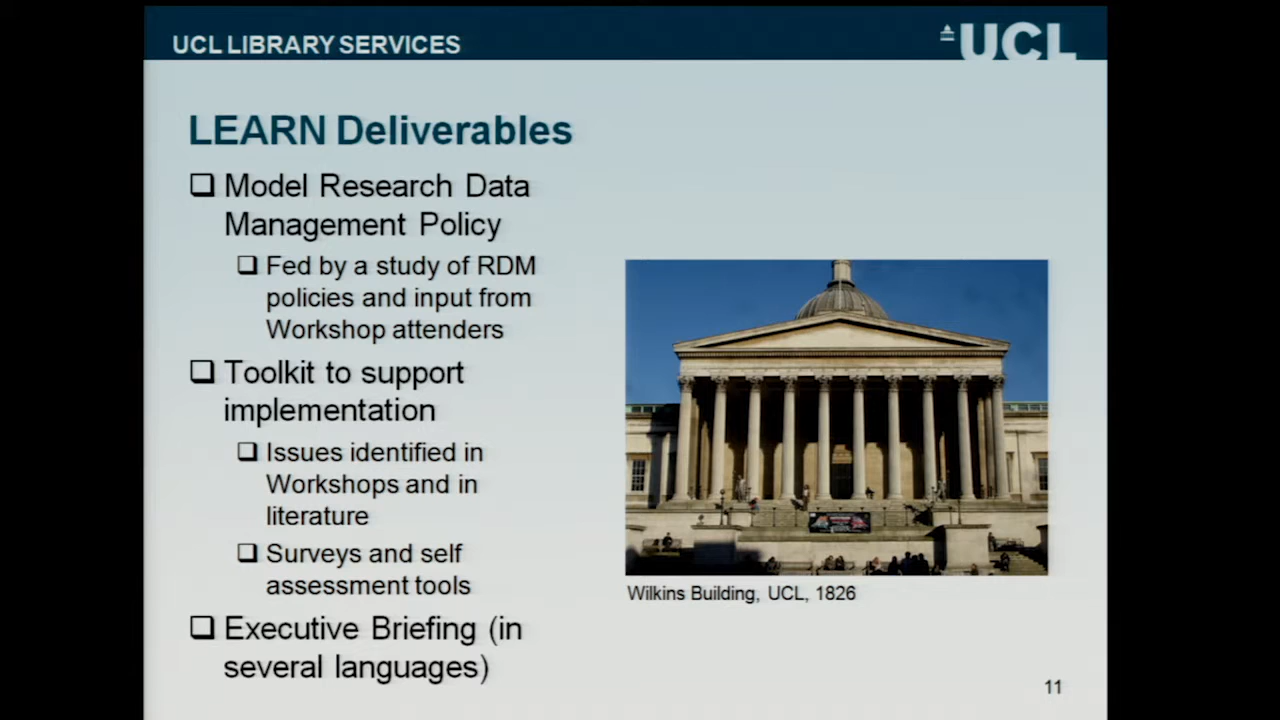 UCL LIBRARY SERVICES
UCL
LEARN Deliverables
Model Research Data
Management Policy
Fed by a study of RDM
policies and input from
Workshop attenders
Toolkit to support
implementation
Issues identified in
Workshops and in
literature
Surveys and self
assessment tools
Executive Briefing (in
several languages)
Wilkins Building, UCL, 1826
11